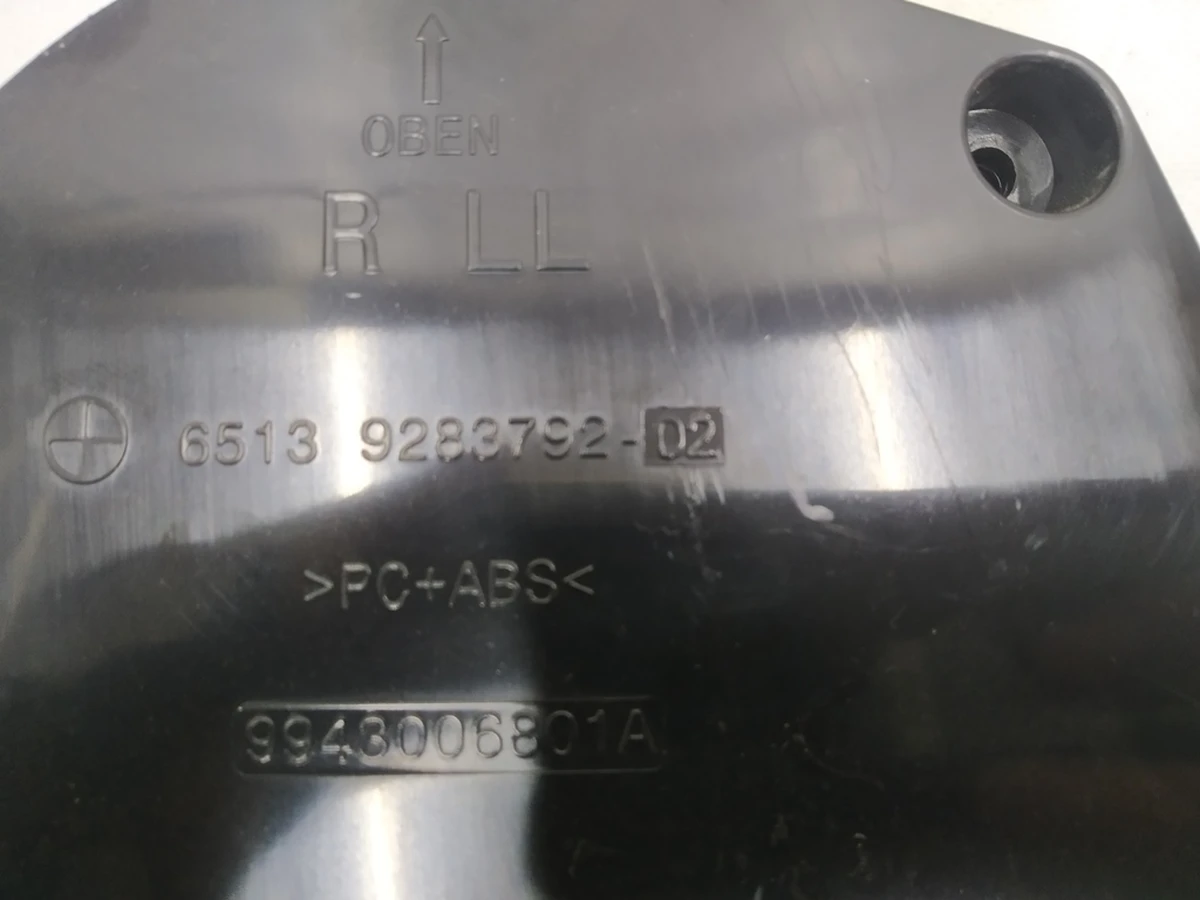 OBEN
R LL
6513 9283792-02
>PC+ABS<
9943006801A